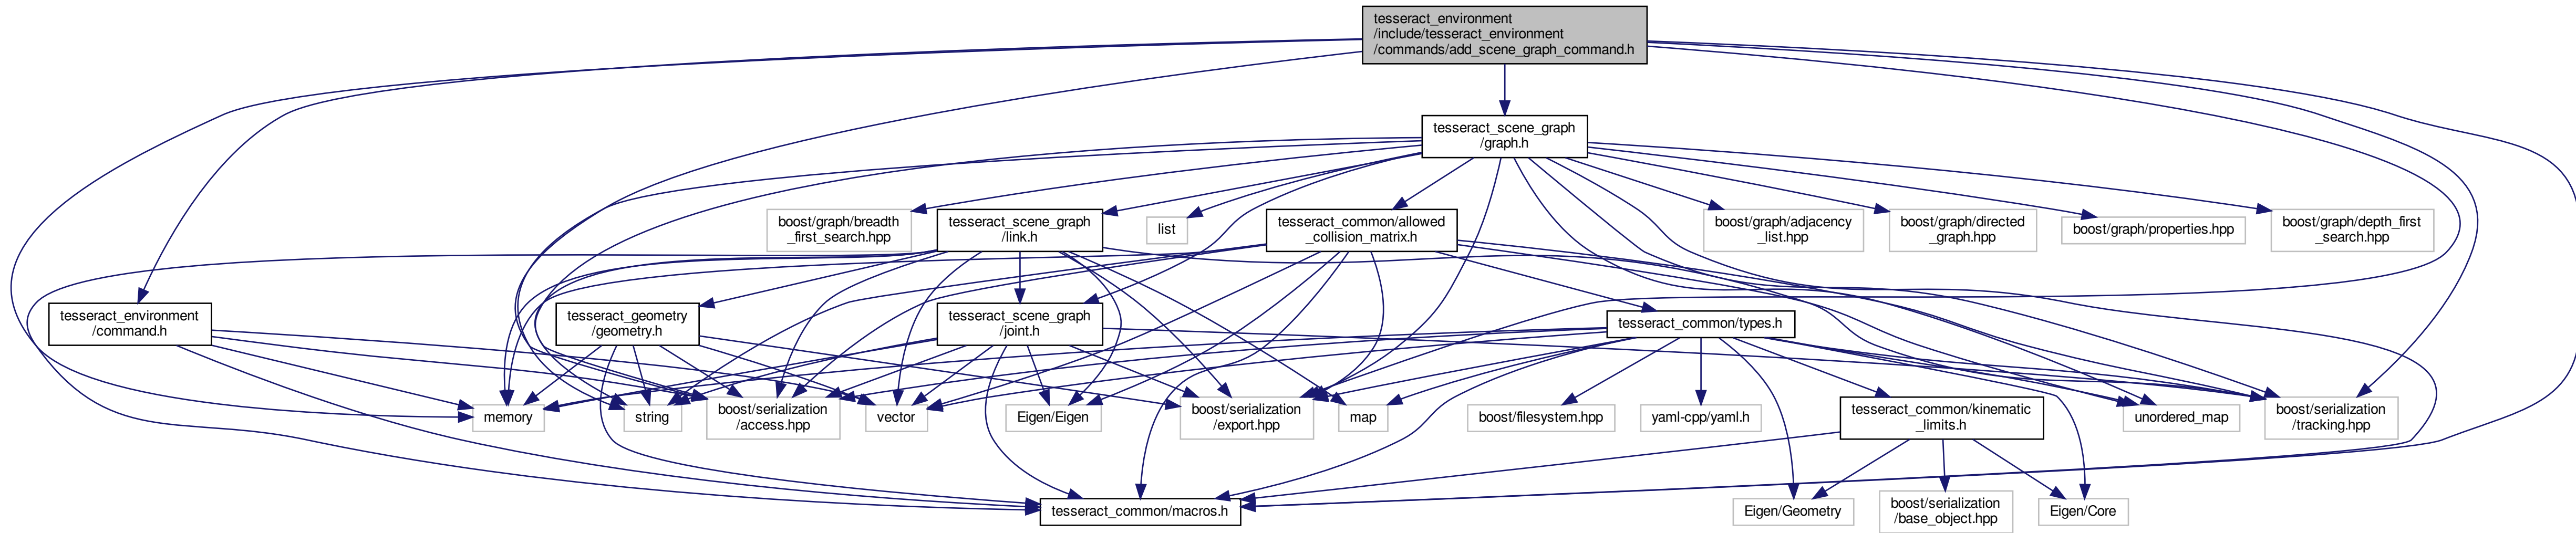 tesseract_environment
/include/tesseract_environment
/commands/add_scene_graph_command.h
tesseract_scene_graph
/graph.h
boost/graph/breadth
_first_search.hpp
tesseract_scene_graph
/link.h
list
tesseract_common/allowed
_collision_matrix.h
boost/graph/adjacency
_list.hpp
boost/graph/directed
_graph.hpp
boost/graph/properties.hpp
boost/graph/depth_first
_search.hpp
tesseract_environment
/command.h
tesseract_geometry
/geometry.h
tesseract_scene_graph
/joint.h
tesseract_common/types.h
memory
string
boost/serialization
/access.hpp
vector
Eigen/Eigen
boost/serialization
/export.hpp
map
boost/filesystem.hpp
yaml-cpp/yaml.h
tesseract_common/kinematic
_limits.h
unordered_map
boost/serialization
/tracking.hpp
tesseract_common/macros.h
Eigen/Geometry
boost/serialization
/base_object.hpp
Eigen/Core